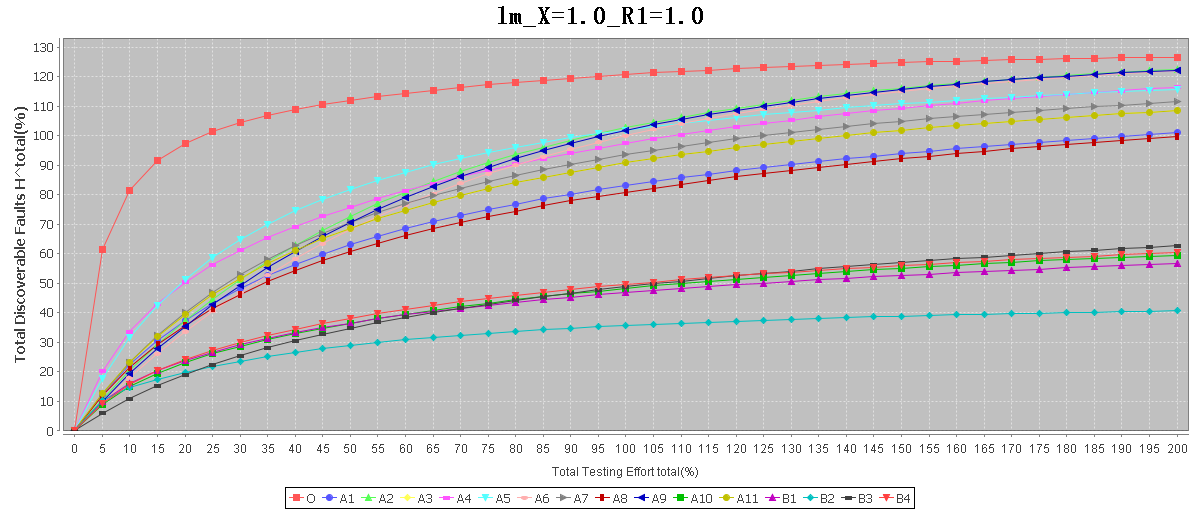 lm_X=1.0_R1=1.0
Total Discoverable Faults H^total(%)
130
120
110
100
90
80
70
60
50
40
30
20
10
0
0 5 10 15 20 25 30 35 40 45 50 55 60 65 70 75 80 85 90 95 100 105 110 115 120 125 130 135 140 145 150 155 160 165 170 175 180 185 190 195 200
Total Testing Effort total(%)
O A1 A2 A3 A4 A5 A6 A7 A8 A9 A10 A11 B1 B2 B3 B4